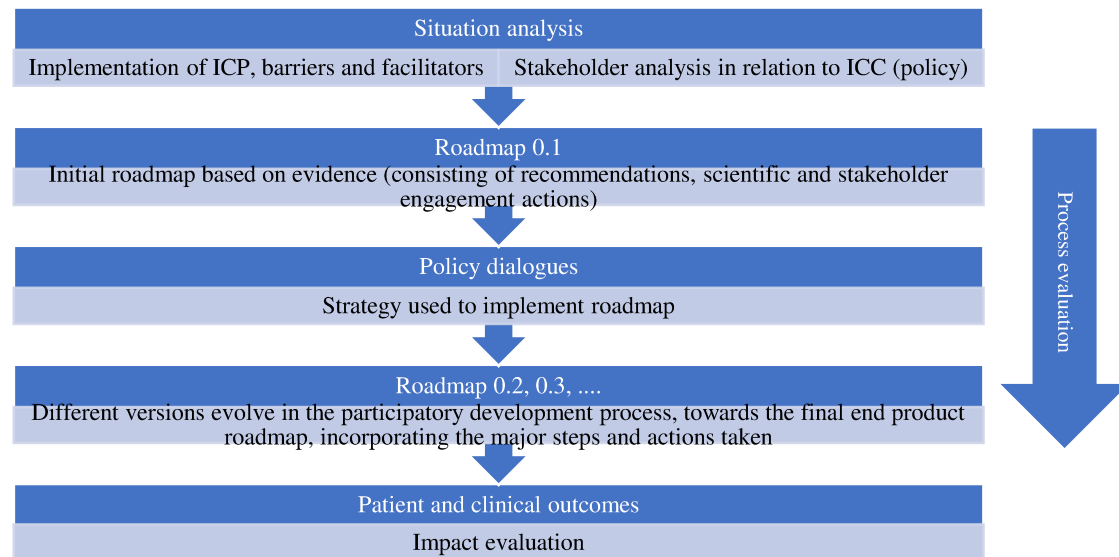 Situation analysis
Implementation of ICP, barriers and facilitators
Stakeholder analysis in relation to ICC (policy)
Roadmap 0.1
Initial roadmap based on evidence (consisting of recommendations, scientific and stakeholder
engagement actions)
Policy dialogues
Strategy used to implement roadmap
Roadmap 0.2, 0.3, ....
Different versions evolve in the participatory development process, towards the final end product
roadmap, incorporating the major steps and actions taken
Patient and clinical outcomes
Impact evaluation
Process evaluation